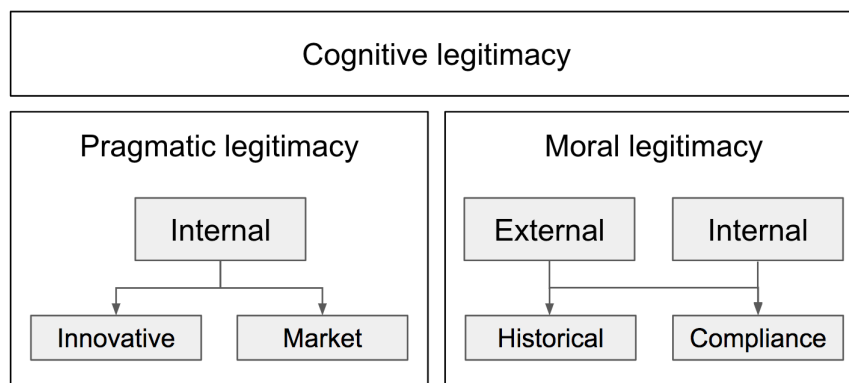 Cognitive legitimacy
Pragmatic legitimacy
Internal
Innovative
Market
Moral legitimacy
External
Internal
Historical
Compliance